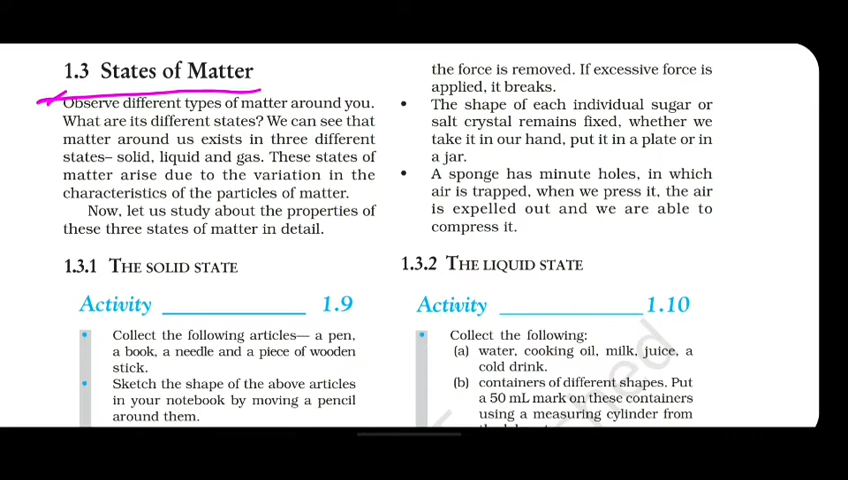 1.3 States of Matter
Observe different types of matter around you.
What are its different states? We can see that
matter around us exists in three different
states– solid, liquid and gas. These states of
matter arise due to the variation in the
characteristics of the particles of matter.
Now, let us study about the properties of
these three states of matter in detail.
1.3.1 THE SOLID STATE
Activity ______________ 1.9
• Collect the following articles— a pen,
a book, a needle and a piece of wooden
stick.
• Sketch the shape of the above articles
in your notebook by moving a pencil
around them.
the force is removed. If excessive force is
applied, it breaks.
• The shape of each individual sugar or
salt crystal remains fixed, whether we
take it in our hand, put it in a plate or in
a jar.
• A sponge has minute holes, in which
air is trapped, when we press it, the air
is expelled out and we are able to
compress it.
1.3.2 THE LIQUID STATE
Activity ______________ 1.10
• Collect the following:
(a) water, cooking oil, milk, juice, a
cold drink.
(b) containers of different shapes. Put
a 50 mL mark on these containers
using a measuring cylinder from